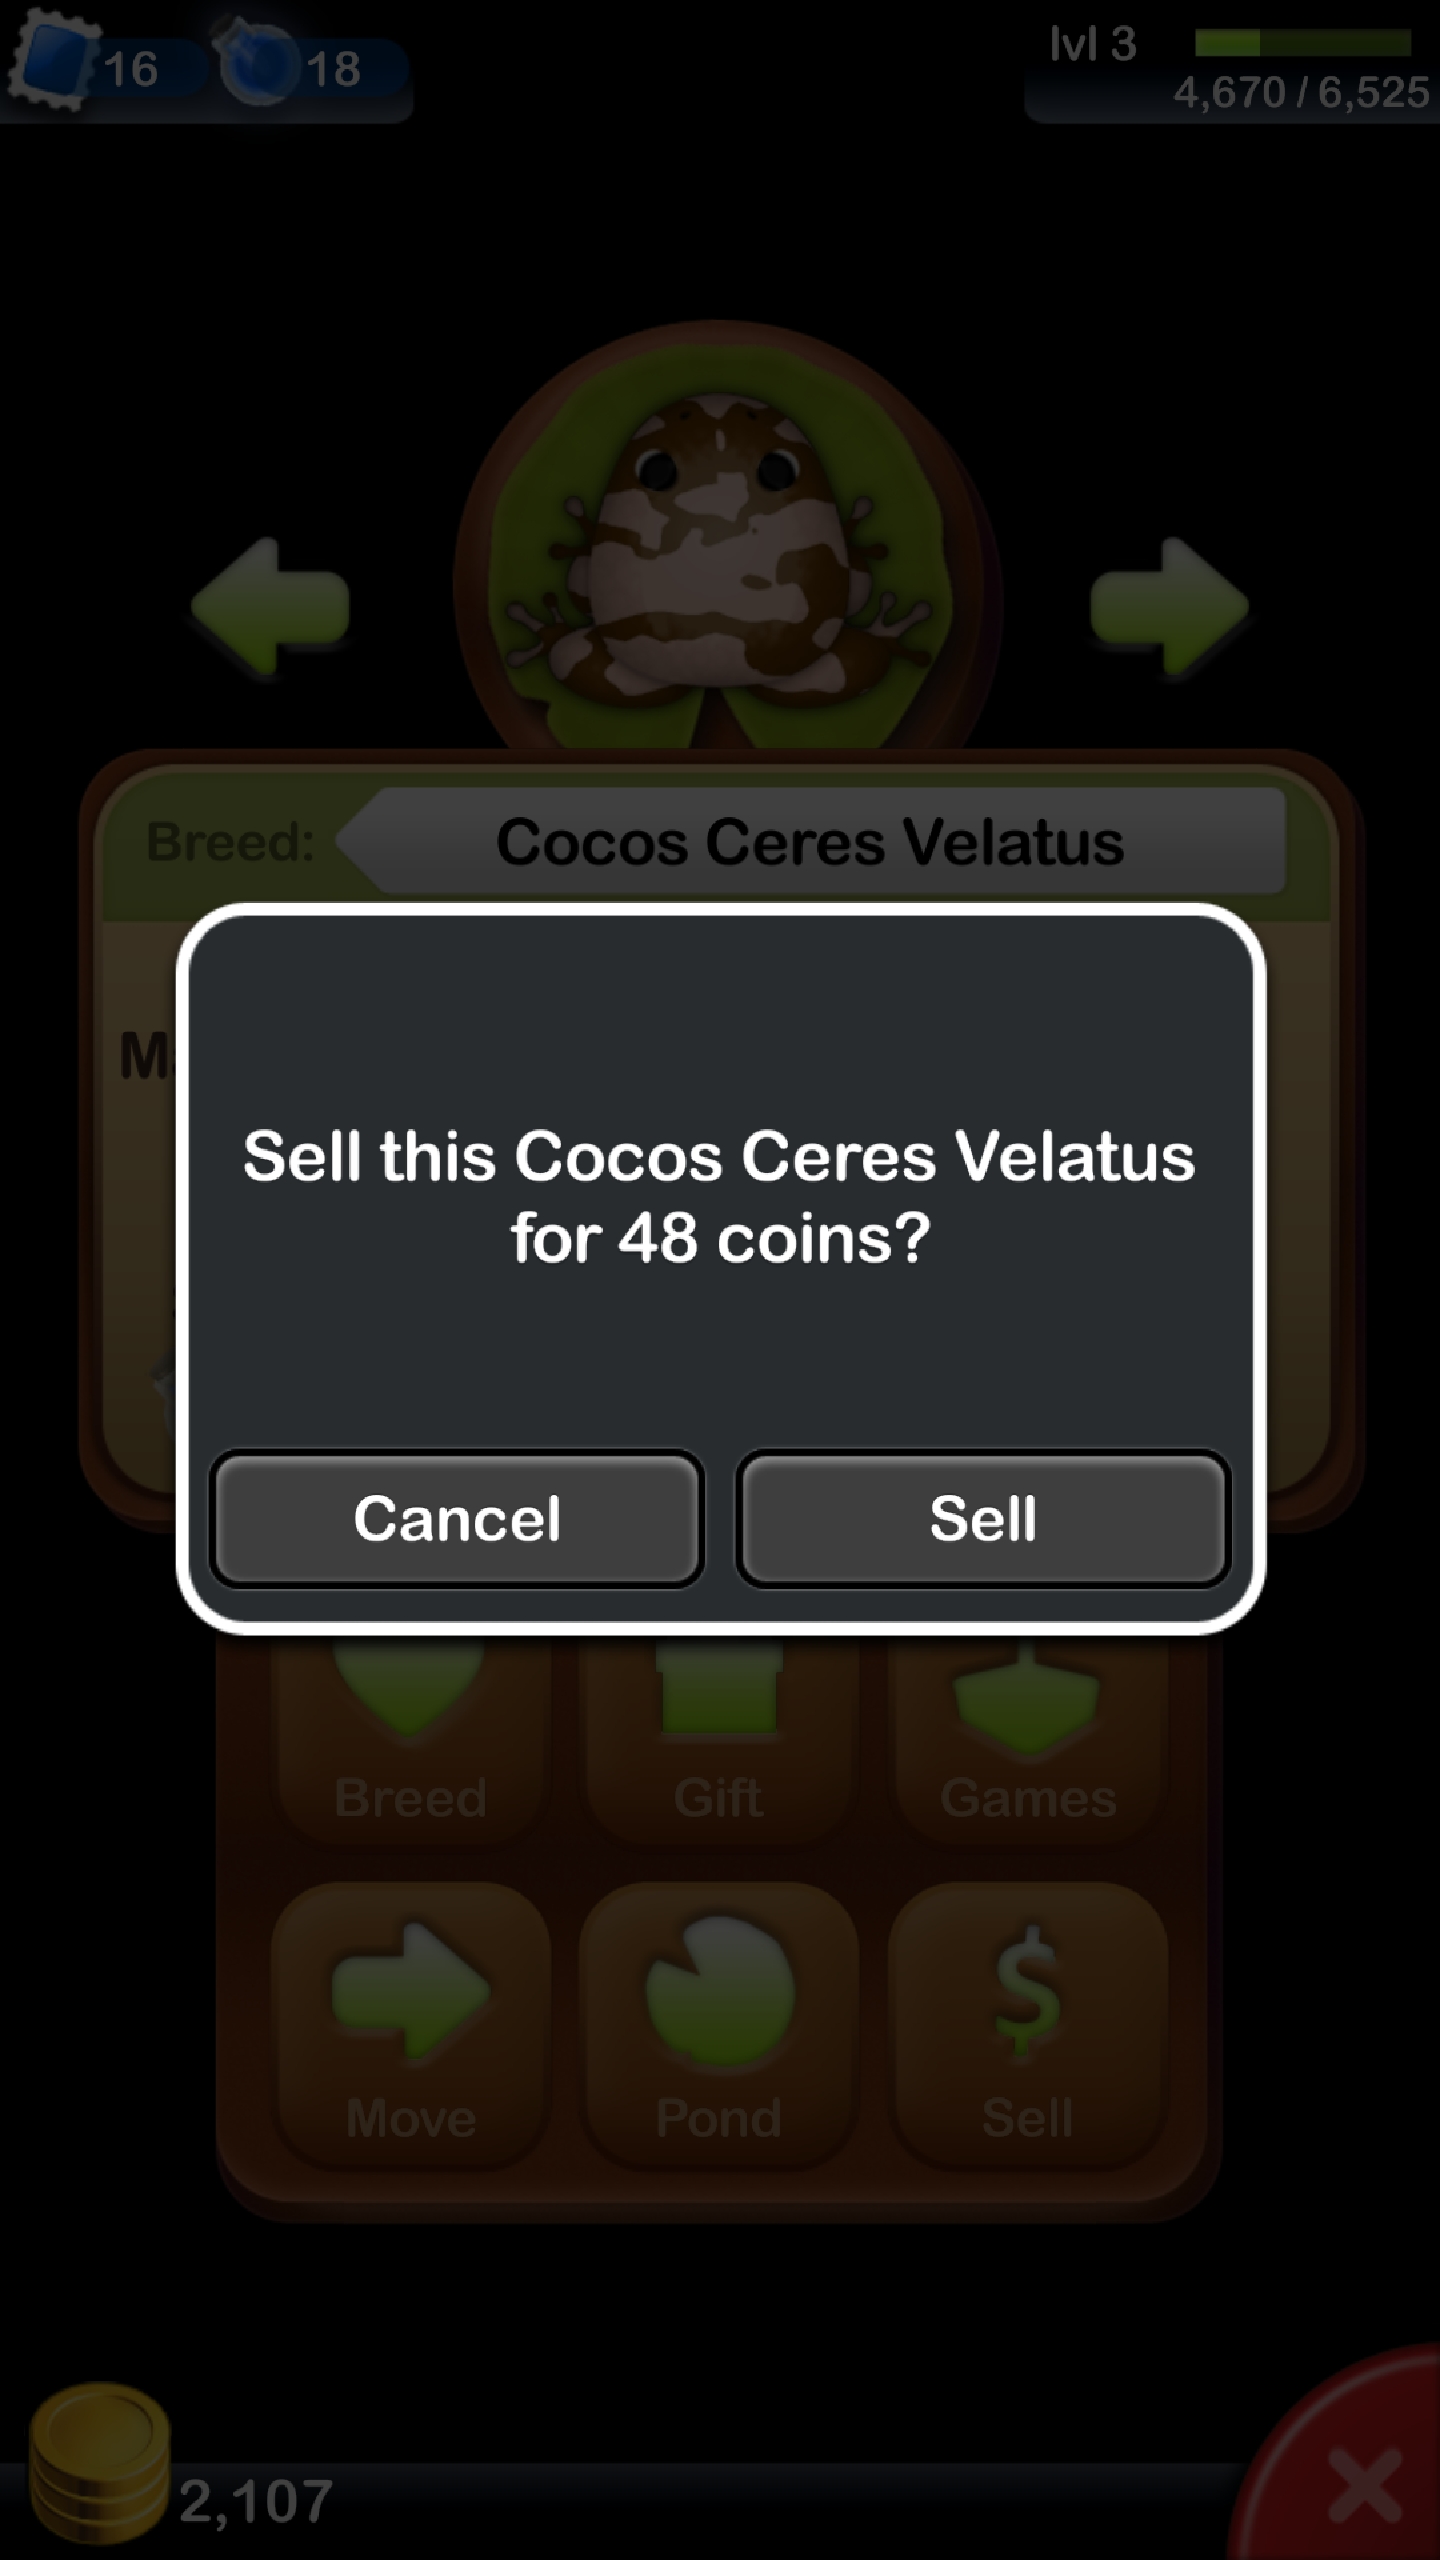 16
18
lvl 3
4,670 / 6,525
Breed:
Cocos Ceres Velatus
Sell this Cocos Ceres Velatus
for 48 coins?
Cancel
Sell
Breed
Gift
Games
Move
Pond
$
Sell
2,107